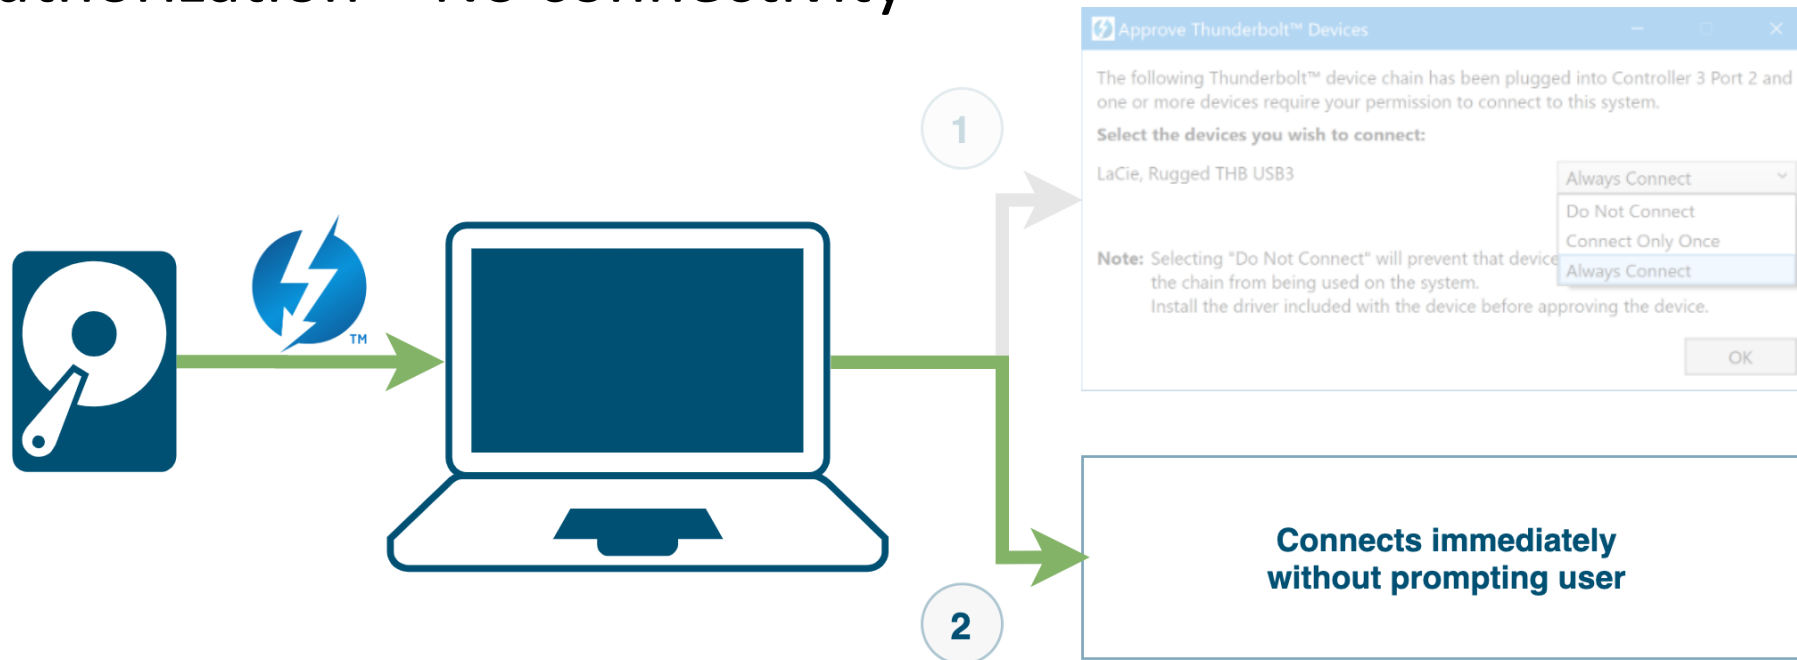 Approve Thunderbolt™ Devices
The following Thunderbolt™ device chain has been plugged into Controller 3 Port 2 and
one or more devices require your permission to connect to this system.
1
Select the devices you wish to connect:
LaCie, Rugged THB USB3
Always Connect
Do Not Connect
Connect Only Once
Always Connect
Note: Selecting "Do Not Connect" will prevent that device
the chain from being used on the system.
Install the driver included with the device before approving the device.
TM
OK
Connects immediately
without prompting user
2